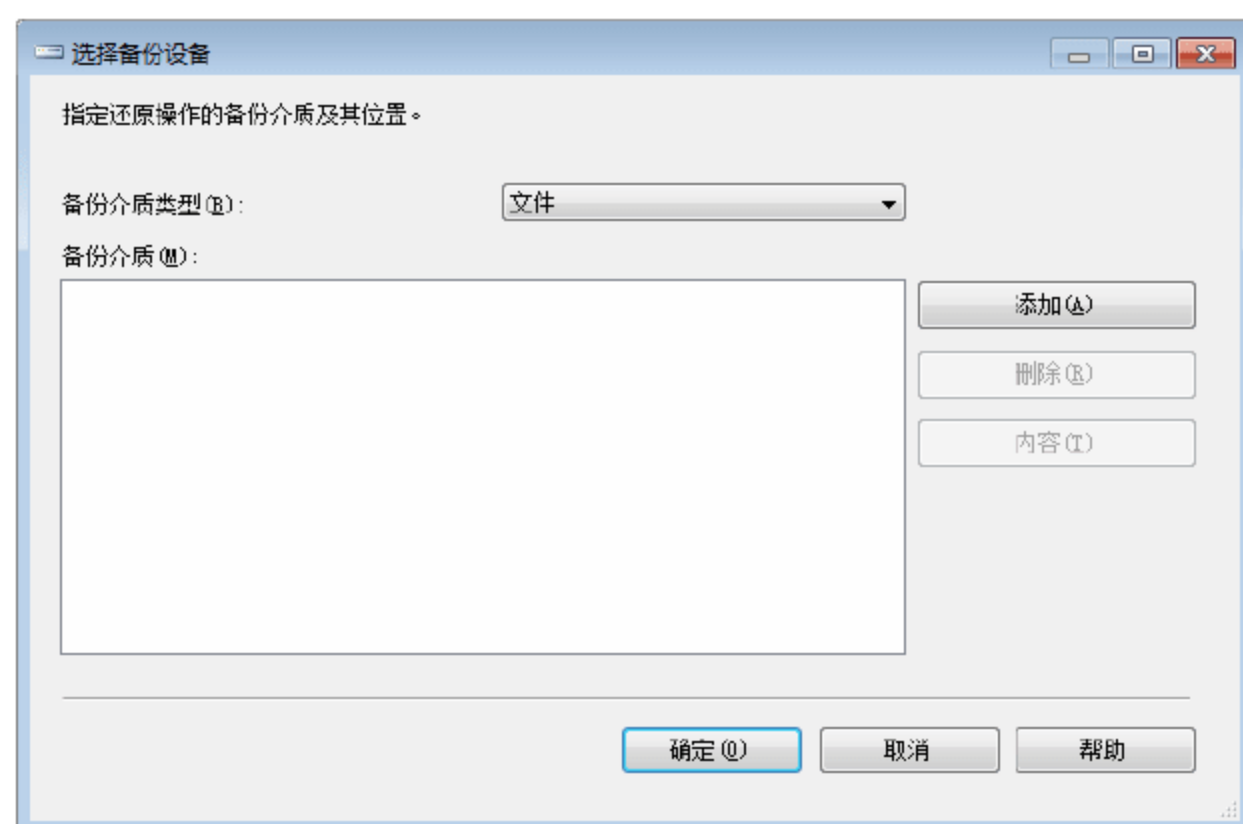 选择备份设备
指定还原操作的备份介质及其位置。
备份介质类型(B):
文件
备份介质(M):
添加(A)
删除(R)
内容(T)
确定(O)
取消
帮助